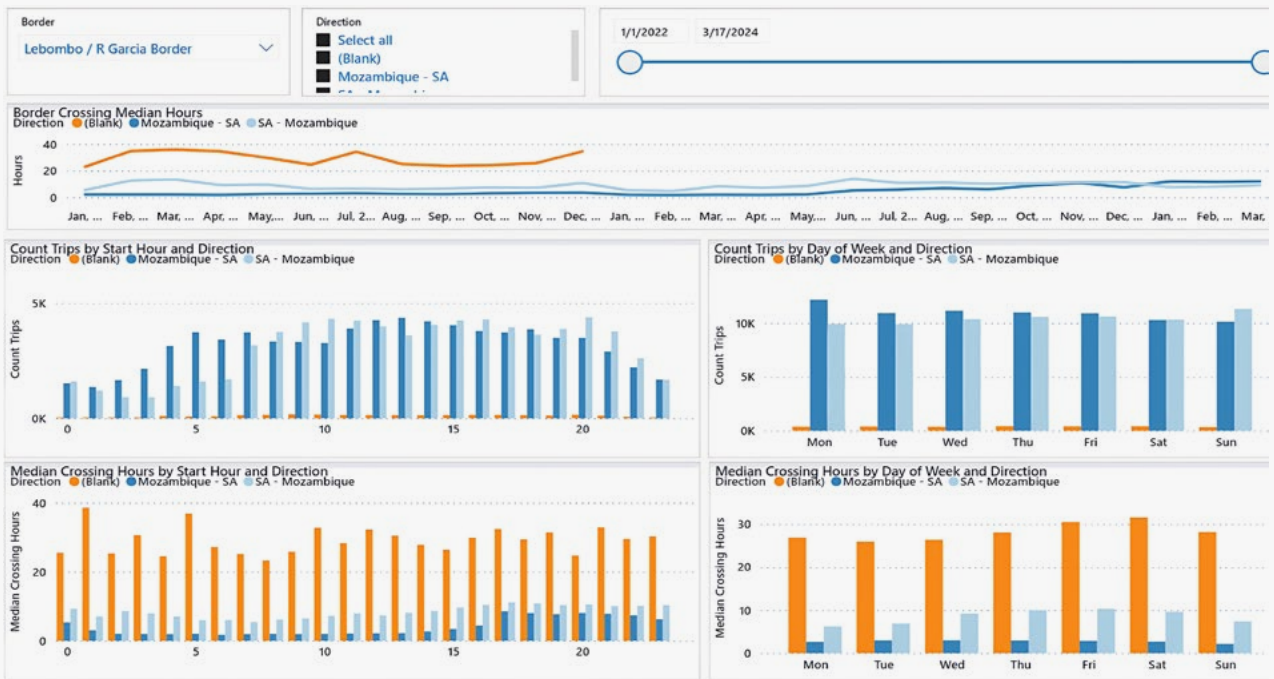 Border
Lebombo / R Garcia Border
Direction
Select all
(Blank)
Mozambique - SA
1/1/2022 3/17/2024
Border Crossing Median Hours
Direction (Blank) Mozambique - SA SA - Mozambique
Hours
40
20
0
Jan, ... Feb, ... Mar, ... Apr, ... May,... Jun, ... Jul, 2... Aug, ... Sep, ... Oct, ... Nov, ... Dec, ... Jan, ... Feb, ... Mar, ... Apr, ... May,... Jun, ... Jul, 2... Aug, ... Sep, ... Oct, ... Nov, ... Dec, ... Jan, ... Feb, ... Mar,
Count Trips by Start Hour and Direction
Direction (Blank) Mozambique - SA SA - Mozambique
Count Trips
5K
0K
0 5 10 15 20
Count Trips by Day of Week and Direction
Direction (Blank) Mozambique - SA SA - Mozambique
Count Trips
10K
5K
0K
Mon Tue Wed Thu Fri Sat Sun
Median Crossing Hours by Start Hour and Direction
Direction (Blank) Mozambique - SA SA - Mozambique
Median Crossing Hours
40
20
0
0 5 10 15 20
Median Crossing Hours by Day of Week and Direction
Direction (Blank) Mozambique - SA SA - Mozambique
Median Crossing Hours
30
20
10
0
Mon Tue Wed Thu Fri Sat Sun